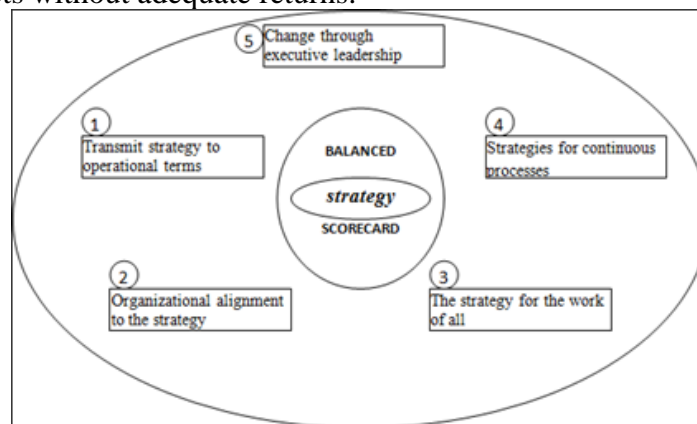 without adequate returns.
5
Change through
executive leadership
1
Transmit strategy to
operational terms
4
Strategies for continuous
processes
BALANCED
strategy
SCORECARD
2
Organizational alignment
to the strategy
3
The strategy for the work
of all